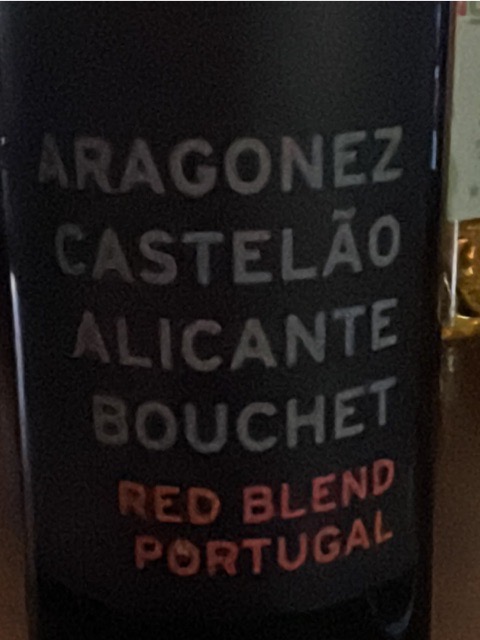 ARAGONEZ
CASTELÃO
ALICANTE
BOUCHET
RED BLEND
PORTUGAL